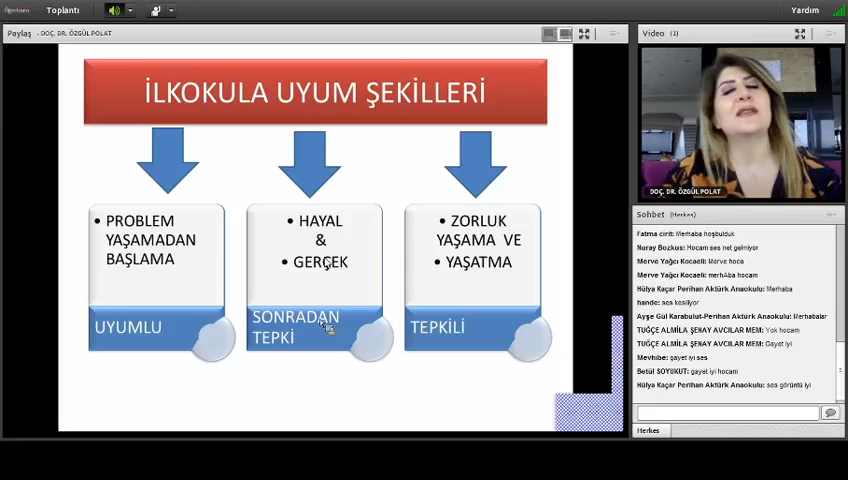 Öğretmen Toplantı Yardım
Paylaş - DOÇ. DR. ÖZGÜL POLAT
İLKOKULA UYUM ŞEKİLLERİ
• PROBLEM
YAŞAMADAN
BAŞLAMA
UYUMLU
• HAYAL
&
• GERÇEK
SONRADAN
TEPKİ
• ZORLUK
YAŞAMA VE
• YAŞATMA
TEPKİLİ
Video (1)
DOÇ. DR. ÖZGÜL POLAT
Sohbet (Herkes)
Fatma cirit: Merhaba hoşbulduk
Nuray Bozkus: Hocam ses net gelmiyor
Merve Yağcı Kocaeli: Merve hoca
Merve Yağcı Kocaeli: merhAba hocam
Hülya Kaçar Perihan Aktürk Anaokulu: Merhaba
hande: ses kesiliyor
Ayşe Gül Karabulut-Perihan Aktürk Anaokulu: Merhabalar
TUĞÇE ALMİLA ŞENAY AVCILAR MEM: Yok hocam
TUĞÇE ALMİLA ŞENAY AVCILAR MEM: Gayet iyi
Mevhibe: gayet iyi ses
Betül SOYUKUT: gayet iyi hocam
Hülya Kaçar Perihan Aktürk Anaokulu: ses görüntü iyi
Herkes